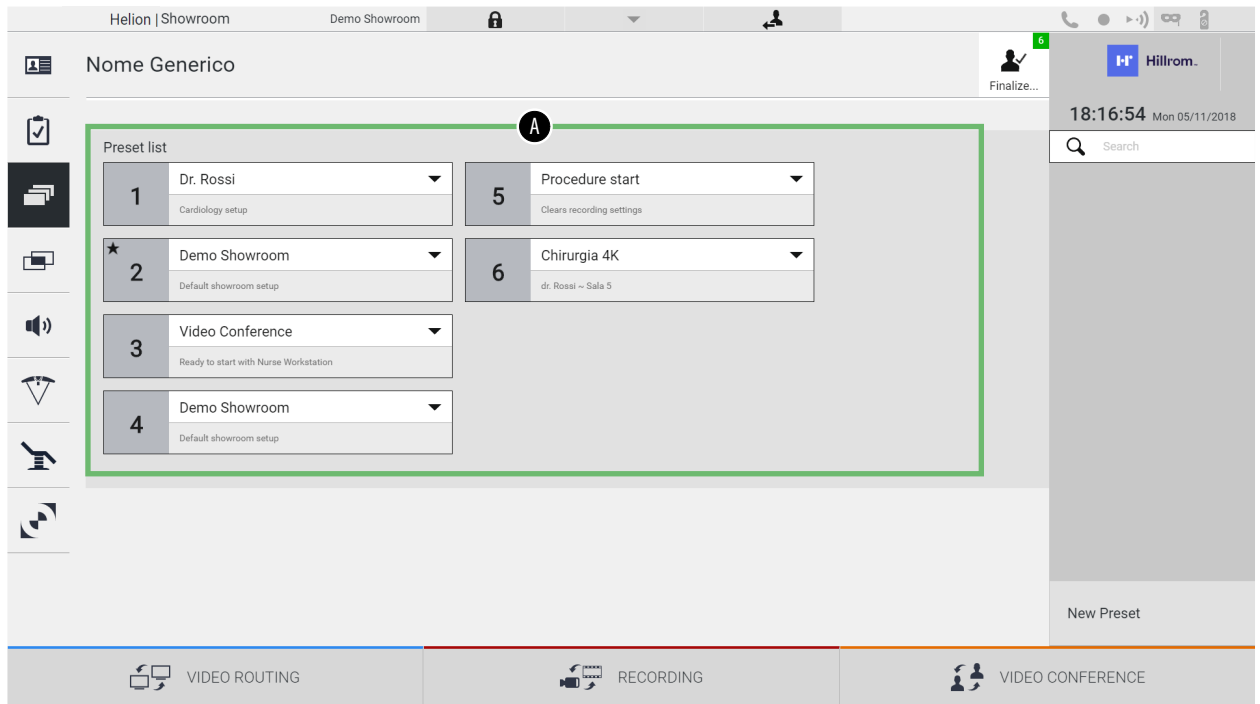 Helion | Showroom
Demo Showroom
Nome Generico
6
Finalize...
Hillrom™
18:16:54 Mon 05/11/2018
Search
A
Preset list
1
Dr. Rossi
Cardiology setup
2
Demo Showroom
Default showroom setup
3
Video Conference
Ready to start with Nurse Workstation
4
Demo Showroom
Default showroom setup
5
Procedure start
Clears recording settings
6
Chirurgia 4K
dr. Rossi ~ Sala 5
New Preset
VIDEO ROUTING
RECORDING
VIDEO CONFERENCE